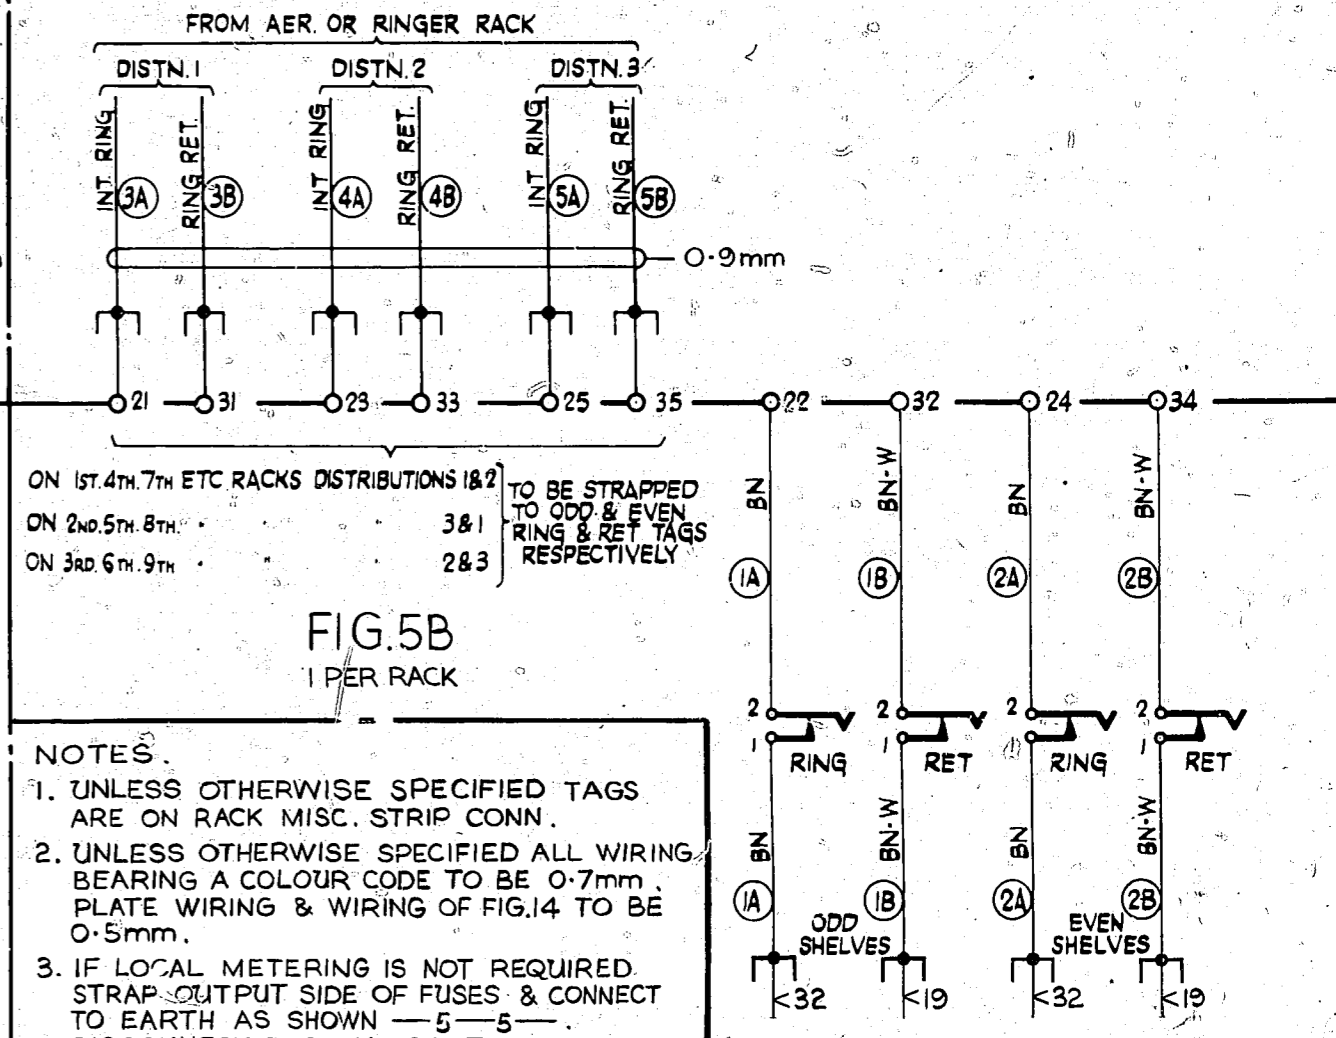 FROM AER. OR RINGER RACK
DISTN. 1 DISTN. 2 DISTN. 3
INT RING RING RET. INT RING RING RET. INT RING RING RET.
3A 3B 4A 4B 5A 5B
0·9mm
21 31 23 33 25 35 22 32 24 34
ON 1ST. 4TH. 7TH ETC RACKS DISTRIBUTIONS 1&2
ON 2ND. 5TH. 8TH. " " " 3&1
ON 3RD. 6TH. 9TH " " " 2&3
TO BE STRAPPED
TO ODD & EVEN
RING & RET TAGS
RESPECTIVELY
BN BN-W BN BN-W
1A 1B 2A 2B
FIG. 5B
1 PER RACK
2 2 2 2
1 1 1 1
RING RET RING RET
BN BN-W BN BN-W
1A 1B 2A 2B
ODD
SHELVES
EVEN
SHELVES
<32 <19 <32 <19
NOTES.
1. UNLESS OTHERWISE SPECIFIED TAGS
ARE ON RACK MISC. STRIP CONN.
2. UNLESS OTHERWISE SPECIFIED ALL WIRING
BEARING A COLOUR CODE TO BE 0·7mm.
PLATE WIRING & WIRING OF FIG.14 TO BE
0·5mm.
3. IF LOCAL METERING IS NOT REQUIRED
STRAP OUTPUT SIDE OF FUSES & CONNECT
TO EARTH AS SHOWN —5—5—.